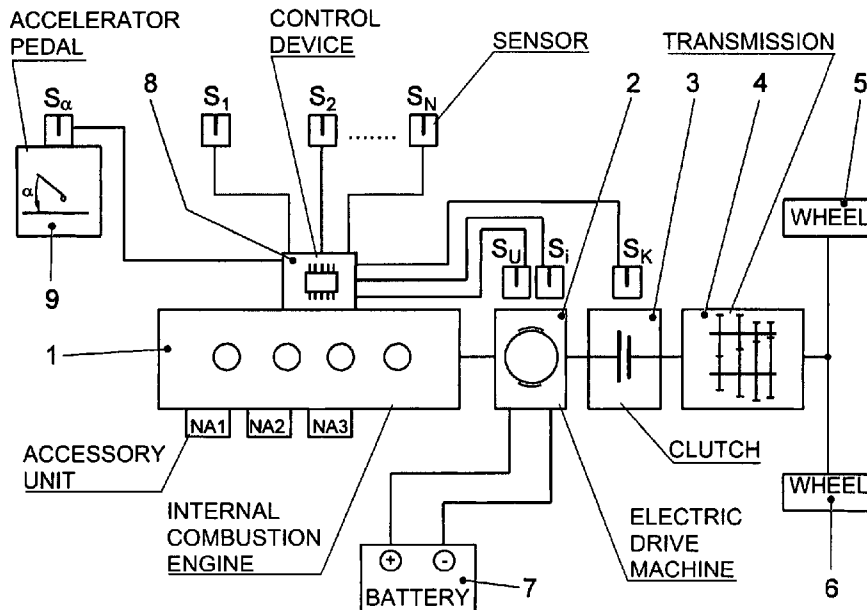 ACCELERATOR
PEDAL
CONTROL
DEVICE
SENSOR
TRANSMISSION
8
2
3
4
5
Sα
S1
S2
.......
SN
α
9
WHEEL
SU
Si
SK
1
NA1
NA2
NA3
ACCESSORY
UNIT
CLUTCH
INTERNAL
COMBUSTION
ENGINE
ELECTRIC
DRIVE
MACHINE
WHEEL
6
+
-
BATTERY
7